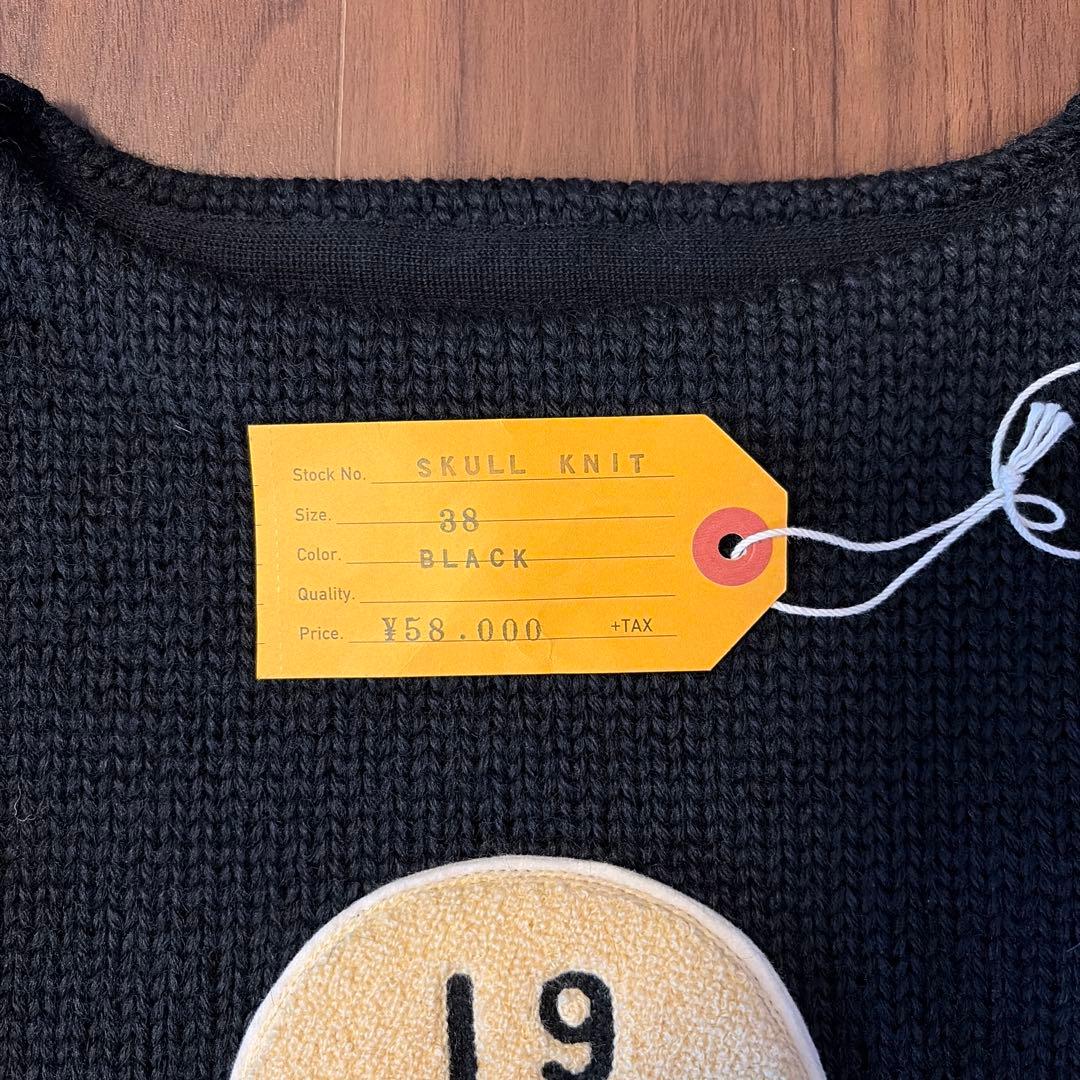 Stock No. SKULL KNIT
Size. 38
Color. BLACK
Quality.
Price. ¥58.000 +TAX
19